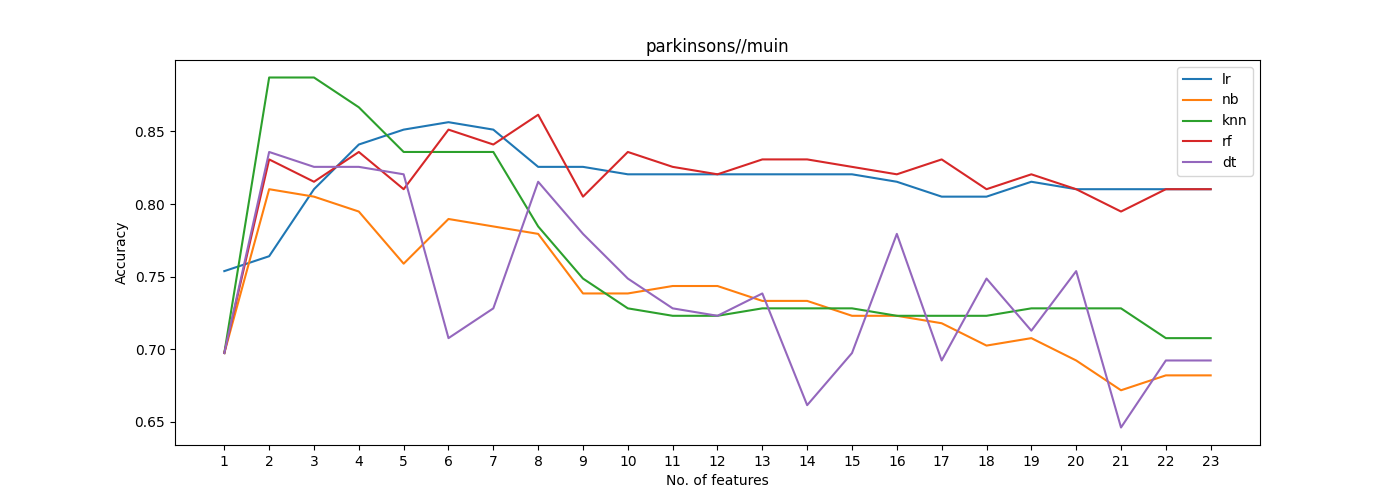 parkinsons//muin
lr
nb
knn
rf
dt
Accuracy
0.85
0.80
0.75
0.70
0.65
1 2 3 4 5 6 7 8 9 10 11 12 13 14 15 16 17 18 19 20 21 22 23
No. of features